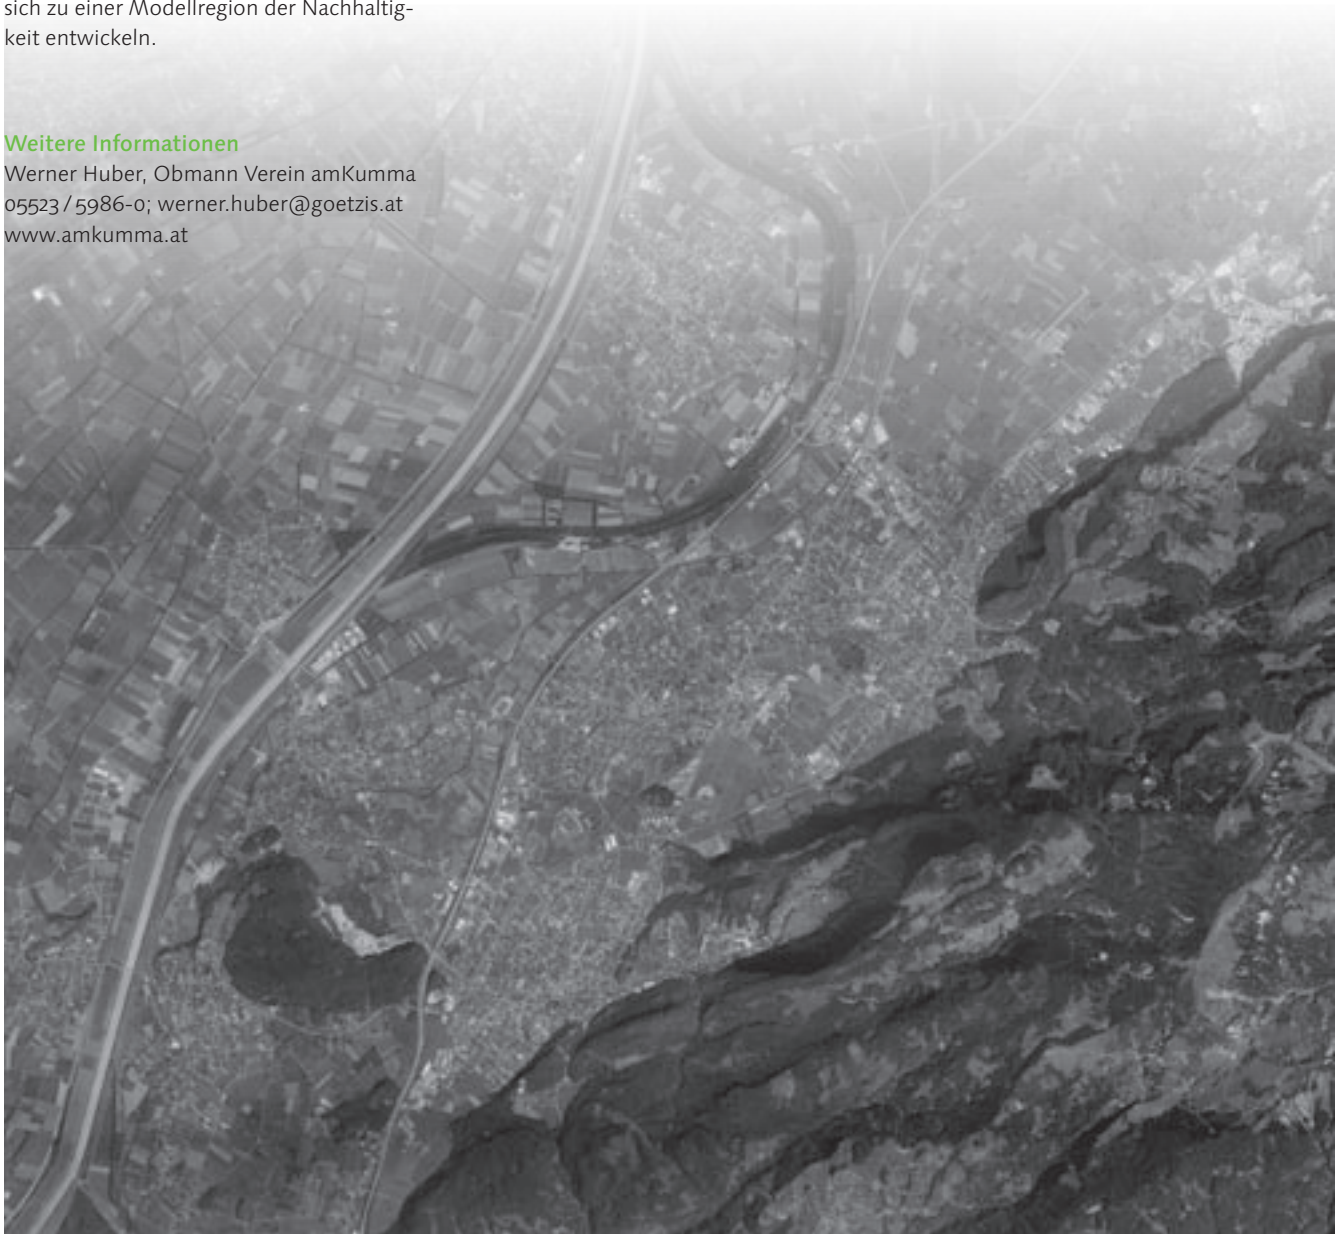 sich zu einer Modellregion der Nachhaltig-
keit entwickeln.
Weitere Informationen
Werner Huber, Obmann Verein amKumma
05523 / 5986-0; werner.huber@goetzis.at
www.amkumma.at